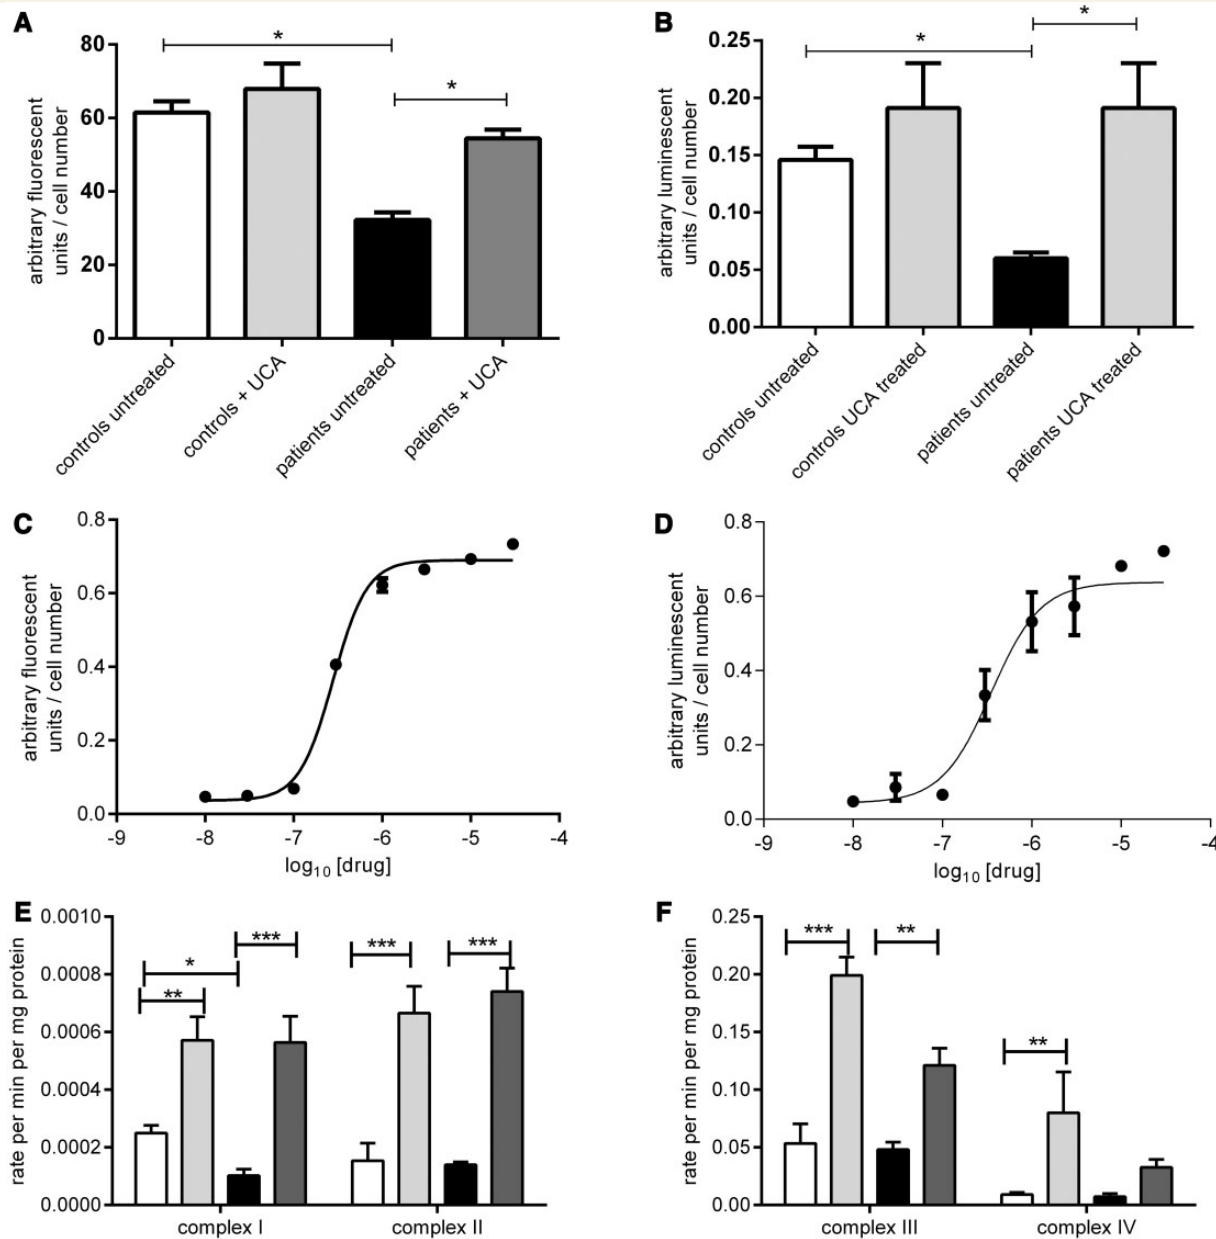 A
80
60
40
20
0
arbitrary fluorescent
units / cell number
*
*
controls untreated
controls + UCA
patients untreated
patients + UCA
B
0.25
0.20
0.15
0.10
0.05
0.00
arbitrary luminescent
units / cell number
*
*
controls untreated
controls UCA treated
patients untreated
patients UCA treated
C
0.8
0.6
0.4
0.2
0.0
arbitrary fluorescent
units / cell number
-9 -8 -7 -6 -5 -4
log10 [drug]
D
0.8
0.6
0.4
0.2
0.0
arbitrary luminescent
units / cell number
-9 -8 -7 -6 -5 -4
log10 [drug]
E
0.0010
0.0008
0.0006
0.0004
0.0002
0.0000
rate per min per mg protein
***
*
**
***
***
complex I complex II
F
0.25
0.20
0.15
0.10
0.05
0.00
rate per min per mg protein
***
**
**
complex III complex IV